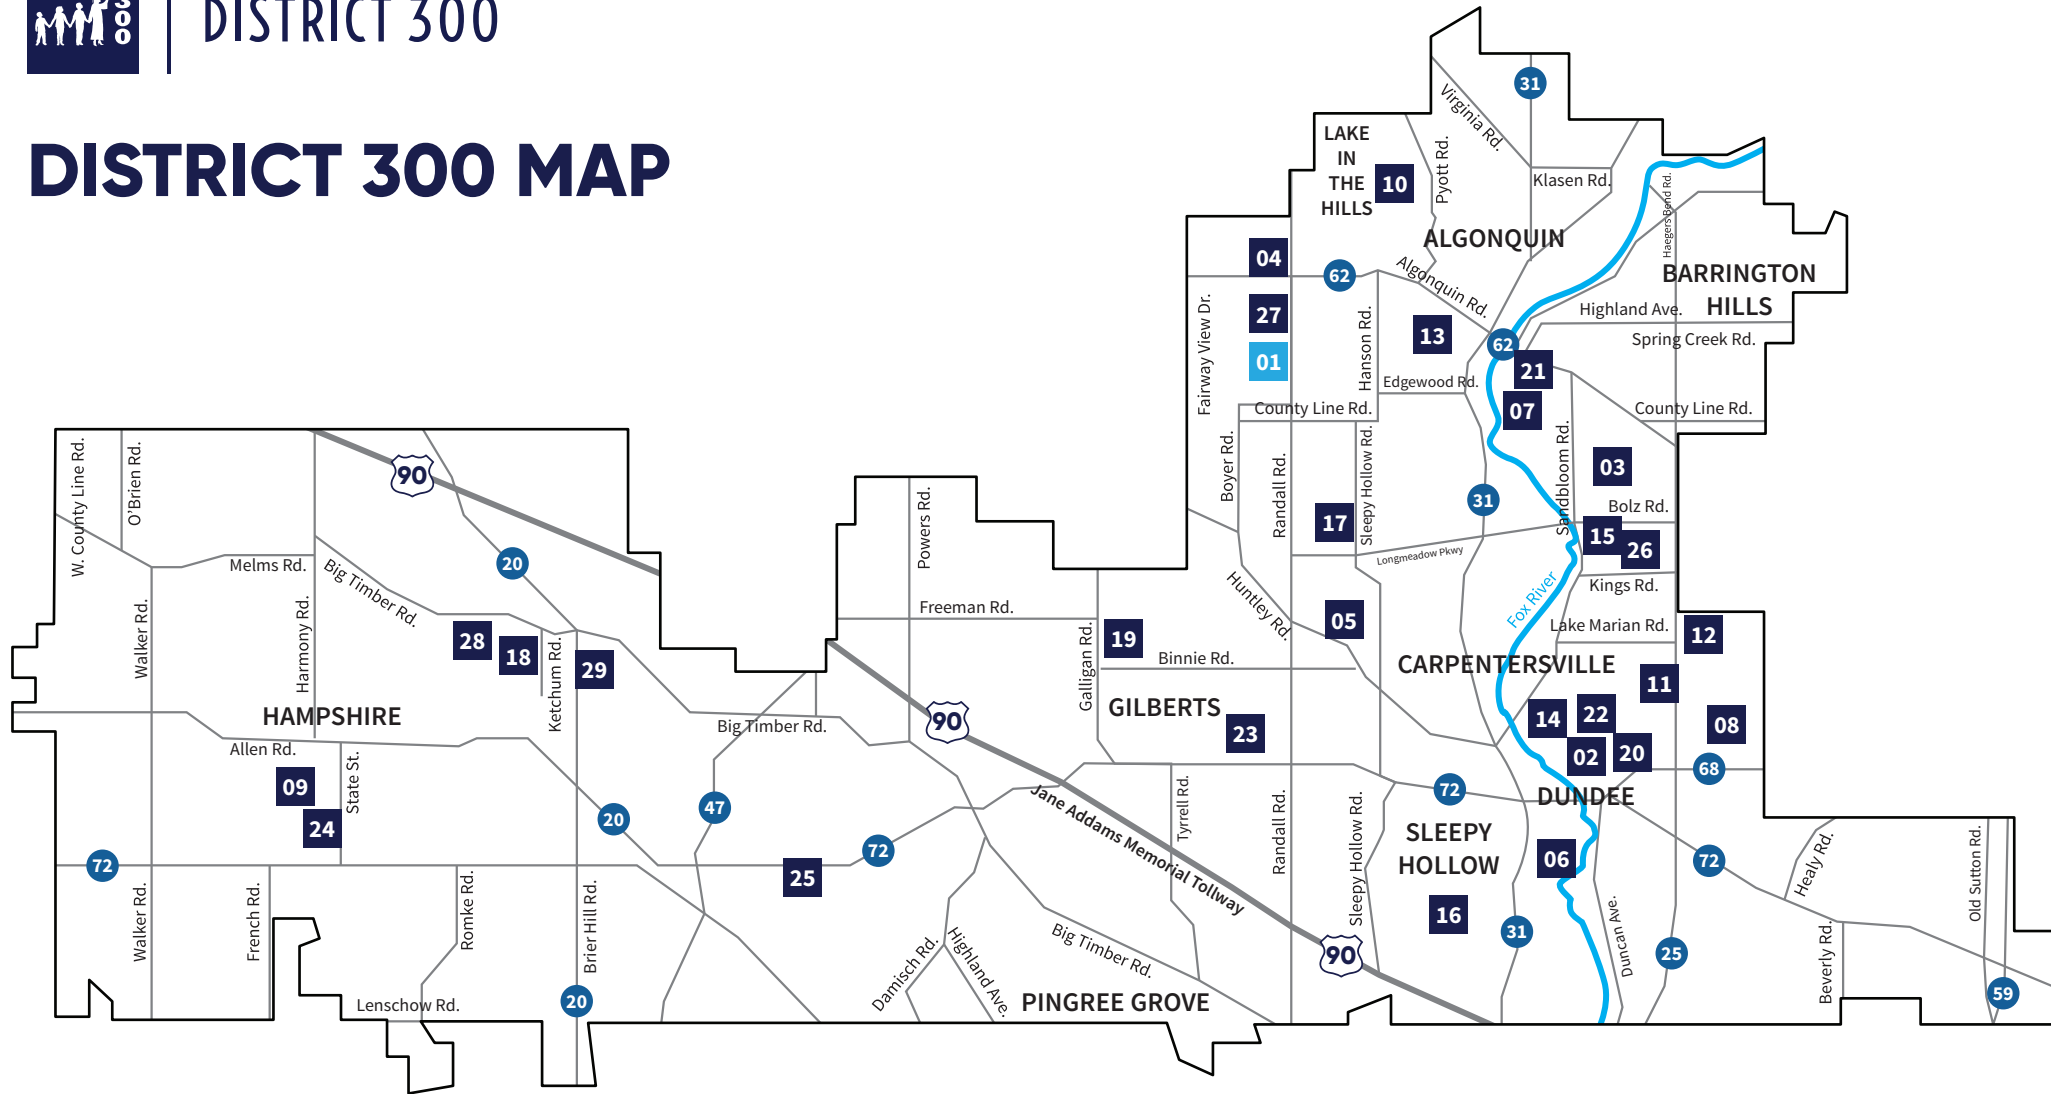 300
DISTRICT 300
DISTRICT 300 MAP
31
Virginia Rd.
LAKE
IN
THE
HILLS
10
Pyott Rd.
Klasen Rd.
Haegers Bend Rd.
ALGONQUIN
04
62
Algonquin Rd.
BARRINGTON
HILLS
Fairway View Dr.
27
01
Hanson Rd.
13
Highland Ave.
Spring Creek Rd.
62
21
Edgewood Rd.
07
County Line Rd.
County Line Rd.
W. County Line Rd.
O'Brien Rd.
90
Boyer Rd.
Randall Rd.
Sleepy Hollow Rd.
Sandbloom Rd.
03
31
Bolz Rd.
17
15
26
Powers Rd.
Longmeadow Pkwy
20
Melms Rd.
Big Timber Rd.
Kings Rd.
Huntley Rd.
Fox River
Freeman Rd.
05
Lake Marian Rd.
12
Walker Rd.
Harmony Rd.
28
18
Ketchum Rd.
29
Galligan Rd.
19
Binnie Rd.
CARPENTERSVILLE
11
HAMPSHIRE
Big Timber Rd.
90
GILBERTS
23
14
22
08
Allen Rd.
State St.
02
20
68
09
24
20
47
Jane Addams Memorial Tollway
Tyrrell Rd.
Randall Rd.
Sleepy Hollow Rd.
72
DUNDEE
SLEEPY
HOLLOW
72
72
25
06
72
Healy Rd.
Old Sutton Rd.
Walker Rd.
French Rd.
Romke Rd.
Brier Hill Rd.
16
31
Duncan Ave.
25
Beverly Rd.
Damisch Rd.
Highland Ave.
Big Timber Rd.
90
59
Lenschow Rd.
20
PINGREE GROVE